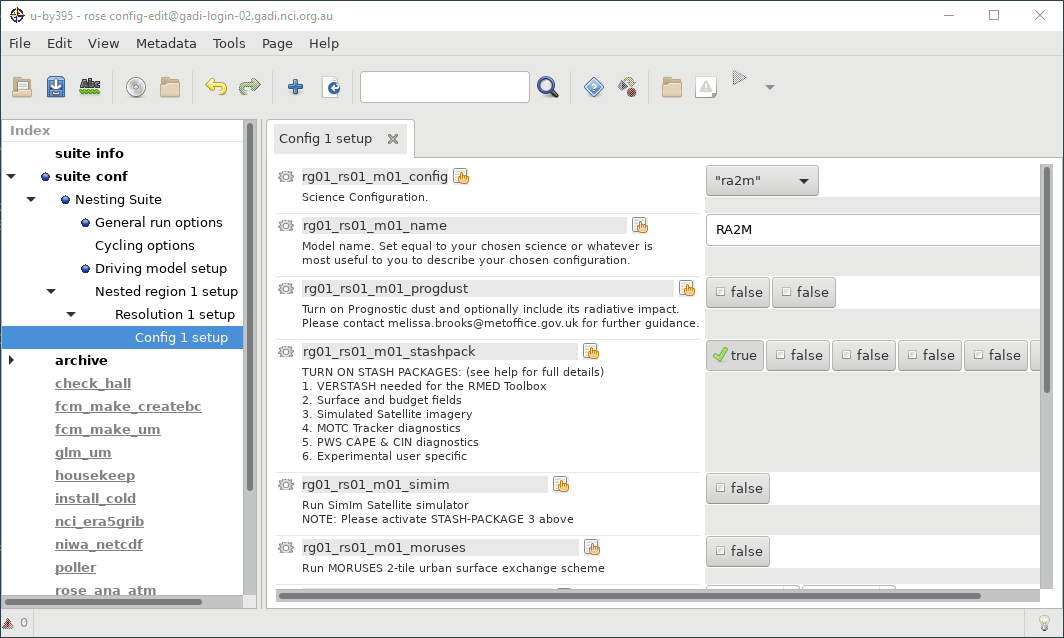 u-by395 - rose config-edit@gadi-login-02.gadi.nci.org.au
File Edit View Metadata Tools Page Help
Abc
Index
suite info
suite conf
Nesting Suite
General run options
Cycling options
Driving model setup
Nested region 1 setup
Resolution 1 setup
Config 1 setup
archive
check_hall
fcm_make_createbc
fcm_make_um
glm_um
housekeep
install_cold
nci_era5grib
niwa_netcdf
poller
rose_ana_atm
Config 1 setup
rg01_rs01_m01_config
"ra2m"
Science Configuration.
rg01_rs01_m01_name
RA2M
Model name. Set equal to your chosen science or whatever is
most useful to you to describe your chosen configuration.
rg01_rs01_m01_progdust
false false
Turn on Prognostic dust and optionally include its radiative impact.
Please contact melissa.brooks@metoffice.gov.uk for further guidance.
rg01_rs01_m01_stashpack
true false false false false
TURN ON STASH PACKAGES: (see help for full details)
1. VERSTASH needed for the RMED Toolbox
2. Surface and budget fields
3. Simulated Satellite imagery
4. MOTC Tracker diagnostics
5. PWS CAPE & CIN diagnostics
6. Experimental user specific
rg01_rs01_m01_simim
false
Run SimIm Satellite simulator
NOTE: Please activate STASH-PACKAGE 3 above
rg01_rs01_m01_moruses
false
Run MORUSES 2-tile urban surface exchange scheme
0